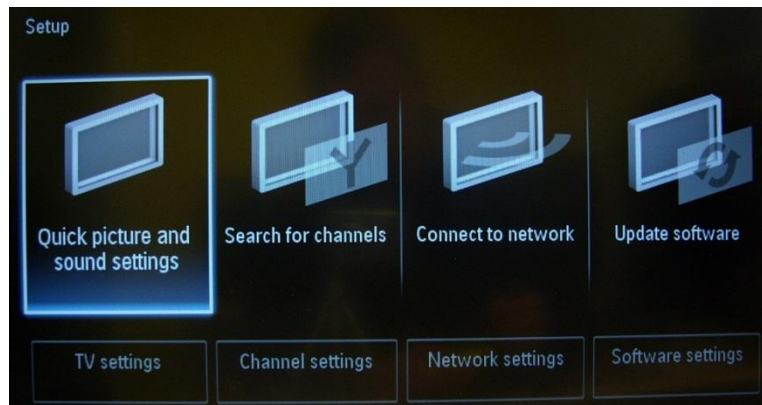 Setup
Quick picture and
sound settings
Search for channels
Connect to network
Update software
TV settings
Channel settings
Network settings
Software settings